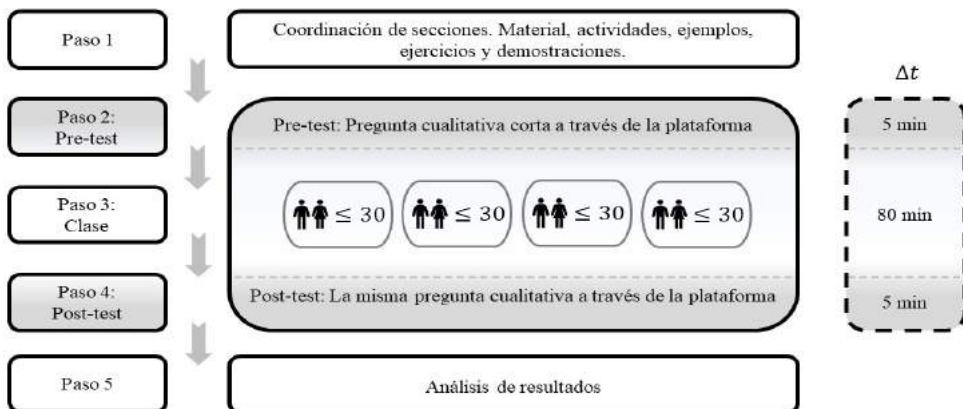 Paso 1
Coordinación de secciones. Material, actividades, ejemplos,
ejercicios y demostraciones.
Δt
Paso 2:
Pre-test
Pre-test: Pregunta cualitativa corta a través de la plataforma
5 min
Paso 3:
Clase
≤ 30
≤ 30
≤ 30
≤ 30
80 min
Paso 4:
Post-test
Post-test: La misma pregunta cualitativa a través de la plataforma
5 min
Paso 5
Análisis de resultados